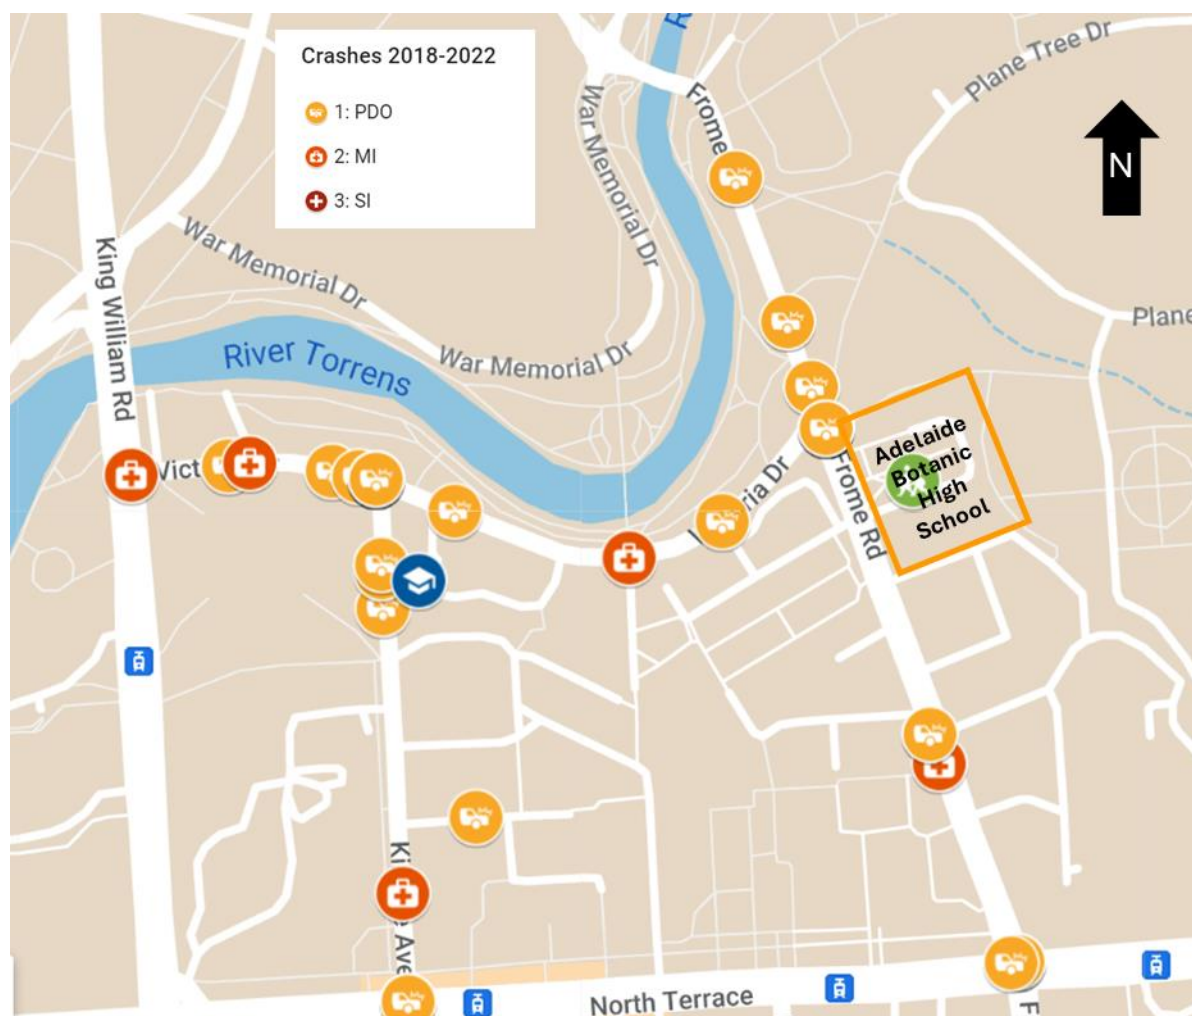 Crashes 2018-2022
1: PDO
2: MI
3: SI
N
R
Frome
Plane Tree Dr
War Memorial Dr
War Memorial Dr
King William Rd
Plane
River Torrens
War Memorial Dr
Vict
ria Dr
Adelaide
Botanic
High
School
Frome Rd
Ki
e Ave
North Terrace
F